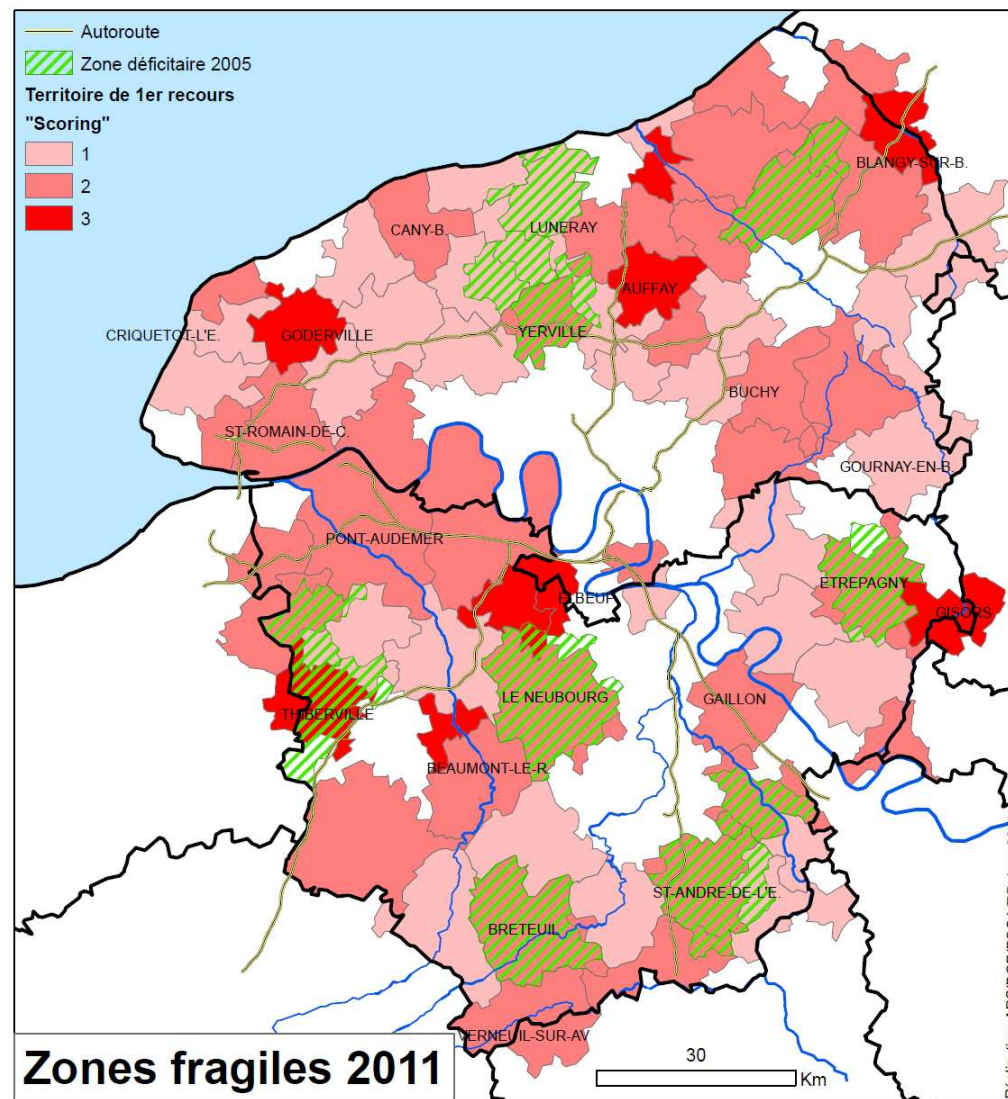 Autoroute
Zone déficitaire 2005
Territoire de 1er recours
"Scoring"
1
2
3
BLANGY-SUR-B.
CANY-B.
LUNERAY
AUFFAY
CRIQUETOT-L'E.
GODERVILLE
YERVILLE
BUCHY
ST-ROMAIN-DE-C.
GOURNAY-EN-B.
PONT-AUDEMER
ETREPAGNY
ELBEUF
GISORS
LE NEUBOURG
GAILLON
THIBERVILLE
BEAUMONT-LE-R.
ST-ANDRE-DE-L'E.
BRETEUIL
VERNEUIL-SUR-AV
30
Km
Zones fragiles 2011